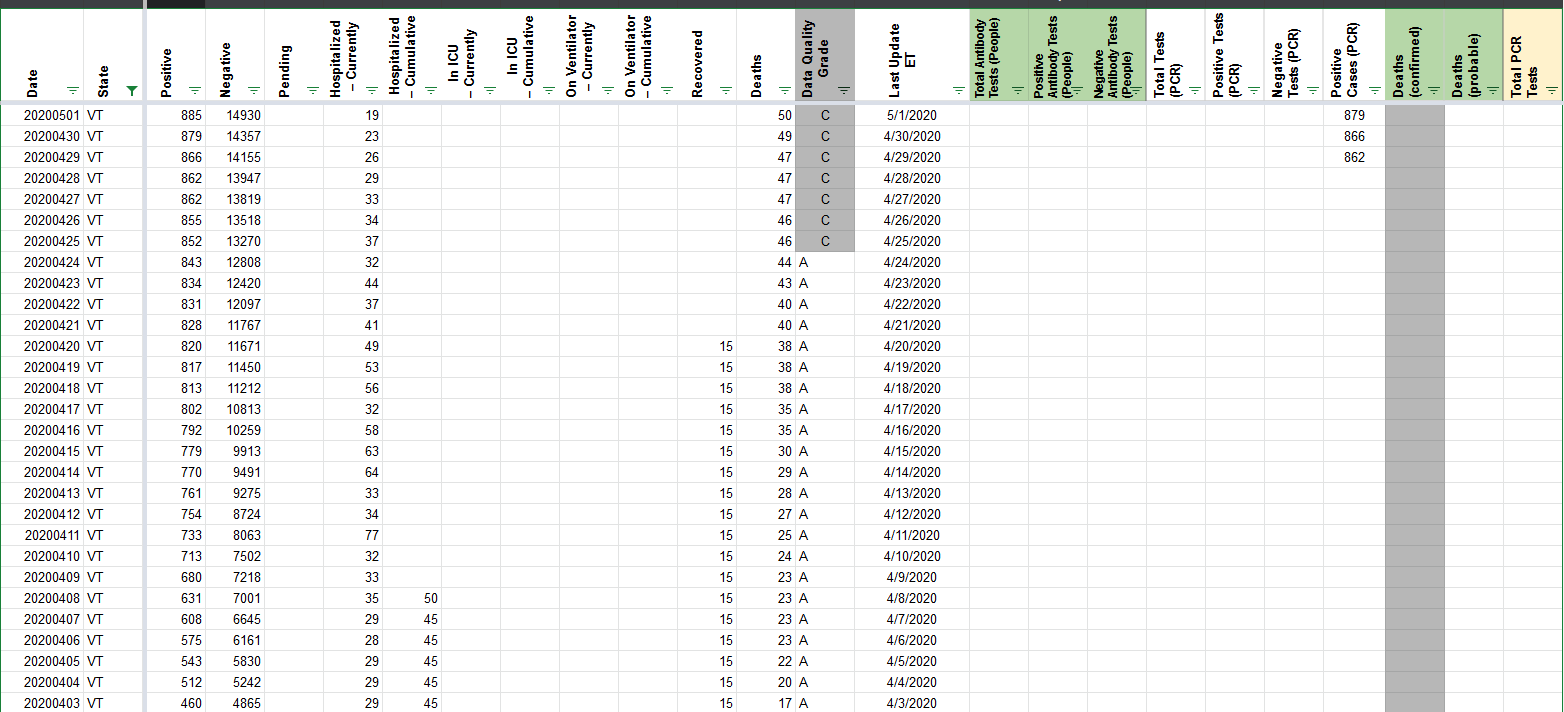 Date State Positive Negative Pending Hospitalized – Currently Hospitalized – Cumulative In ICU – Currently In ICU – Cumulative On Ventilator – Currently On Ventilator – Cumulative Recovered Deaths Data Quality Grade Last Update ET Total Antibody Tests (People) Positive Antibody Tests (People) Negative Antibody Tests (People) Total Tests (PCR) Positive Tests (PCR) Negative Tests (PCR) Positive Cases (PCR) Deaths (confirmed) Deaths (probable) Total PCR Tests
20200501 VT 885 14930 19 50 C 5/1/2020 879
20200430 VT 879 14357 23 49 C 4/30/2020 866
20200429 VT 866 14155 26 47 C 4/29/2020 862
20200428 VT 862 13947 29 47 C 4/28/2020
20200427 VT 862 13819 33 47 C 4/27/2020
20200426 VT 855 13518 34 46 C 4/26/2020
20200425 VT 852 13270 37 46 C 4/25/2020
20200424 VT 843 12808 32 44 A 4/24/2020
20200423 VT 834 12420 44 43 A 4/23/2020
20200422 VT 831 12097 37 40 A 4/22/2020
20200421 VT 828 11767 41 40 A 4/21/2020
20200420 VT 820 11671 49 15 38 A 4/20/2020
20200419 VT 817 11450 53 15 38 A 4/19/2020
20200418 VT 813 11212 56 15 38 A 4/18/2020
20200417 VT 802 10813 32 15 35 A 4/17/2020
20200416 VT 792 10259 58 15 35 A 4/16/2020
20200415 VT 779 9913 63 15 30 A 4/15/2020
20200414 VT 770 9491 64 15 29 A 4/14/2020
20200413 VT 761 9275 33 15 28 A 4/13/2020
20200412 VT 754 8724 34 15 27 A 4/12/2020
20200411 VT 733 8063 77 15 25 A 4/11/2020
20200410 VT 713 7502 32 15 24 A 4/10/2020
20200409 VT 680 7218 33 15 23 A 4/9/2020
20200408 VT 631 7001 35 50 15 23 A 4/8/2020
20200407 VT 608 6645 29 45 15 23 A 4/7/2020
20200406 VT 575 6161 28 45 15 23 A 4/6/2020
20200405 VT 543 5830 29 45 15 22 A 4/5/2020
20200404 VT 512 5242 29 45 15 20 A 4/4/2020
20200403 VT 460 4865 29 45 15 17 A 4/3/2020